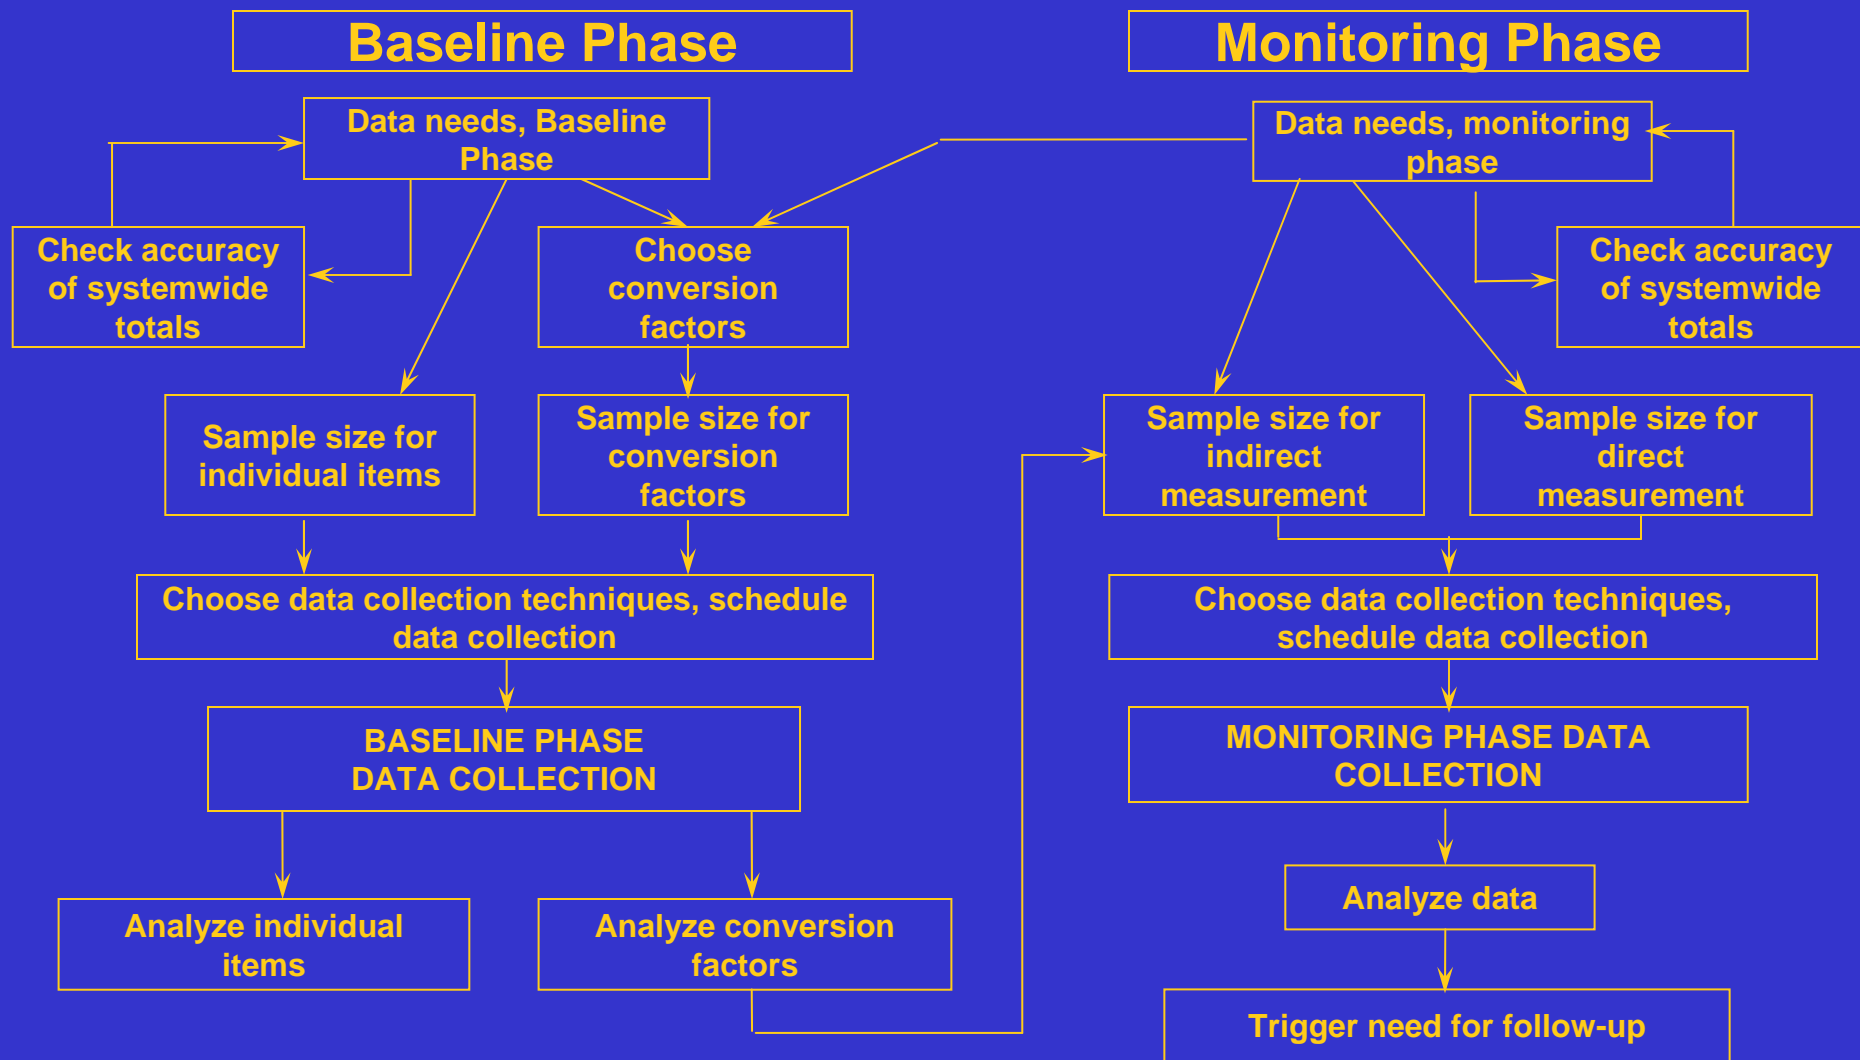 Baseline Phase
Data needs, Baseline
Phase
Check accuracy
of systemwide
totals
Choose
conversion
factors
Sample size for
individual items
Sample size for
conversion
factors
Choose data collection techniques, schedule
data collection
BASELINE PHASE
DATA COLLECTION
Analyze individual
items
Analyze conversion
factors
Monitoring Phase
Data needs, monitoring
phase
Check accuracy
of systemwide
totals
Sample size for
indirect
measurement
Sample size for
direct
measurement
Choose data collection techniques,
schedule data collection
MONITORING PHASE DATA
COLLECTION
Analyze data
Trigger need for follow-up